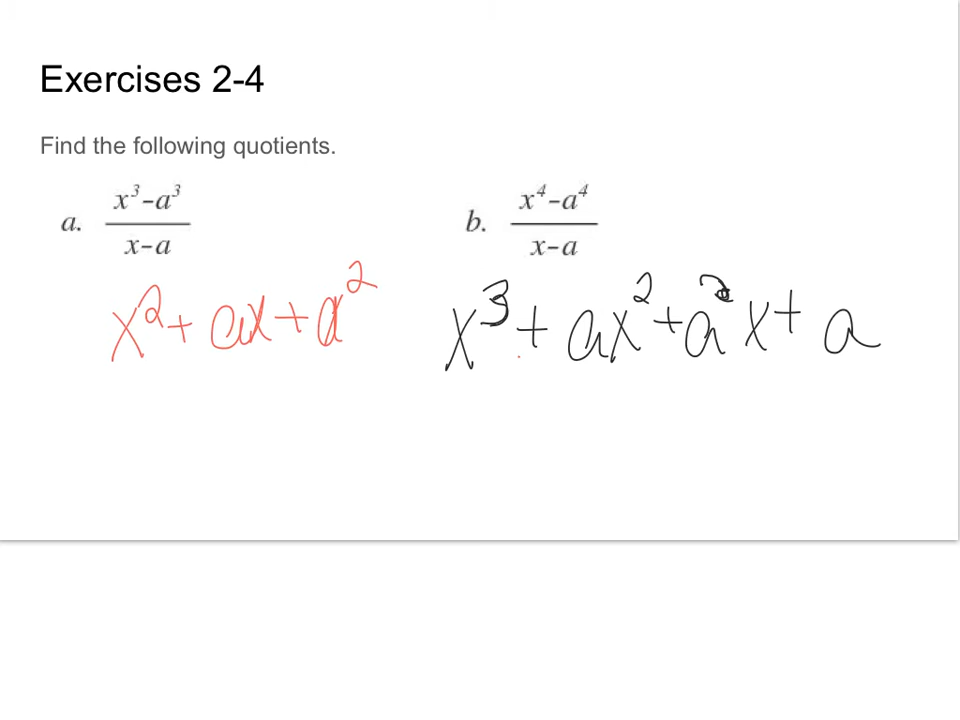 Exercises 2-4
Find the following quotients.
a. x³-a³ / x-a
b. x⁴-a⁴ / x-a
x² + ax + a²
x³ + ax² + a²x + a